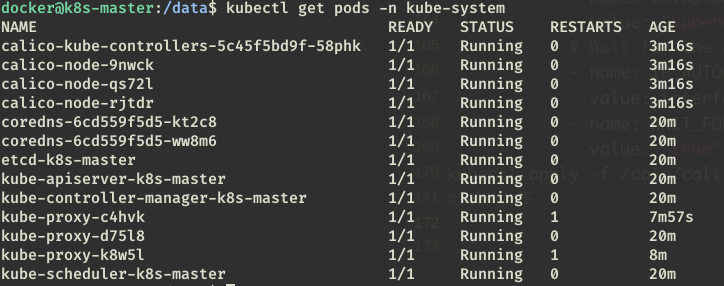 docker@k8s-master:/data$ kubectl get pods -n kube-system
NAME READY STATUS RESTARTS AGE
calico-kube-controllers-5c45f5bd9f-58phk 1/1 Running 0 3m16s
calico-node-9nwck 1/1 Running 0 3m16s
calico-node-qs72l 1/1 Running 0 3m16s
calico-node-rjtdr 1/1 Running 0 3m16s
coredns-6cd559f5d5-kt2c8 1/1 Running 0 20m
coredns-6cd559f5d5-ww8m6 1/1 Running 0 20m
etcd-k8s-master 1/1 Running 0 20m
kube-apiserver-k8s-master 1/1 Running 0 20m
kube-controller-manager-k8s-master 1/1 Running 0 20m
kube-proxy-c4hvk 1/1 Running 1 7m57s
kube-proxy-d75l8 1/1 Running 0 20m
kube-proxy-k8w5l 1/1 Running 1 8m
kube-scheduler-k8s-master 1/1 Running 0 20m